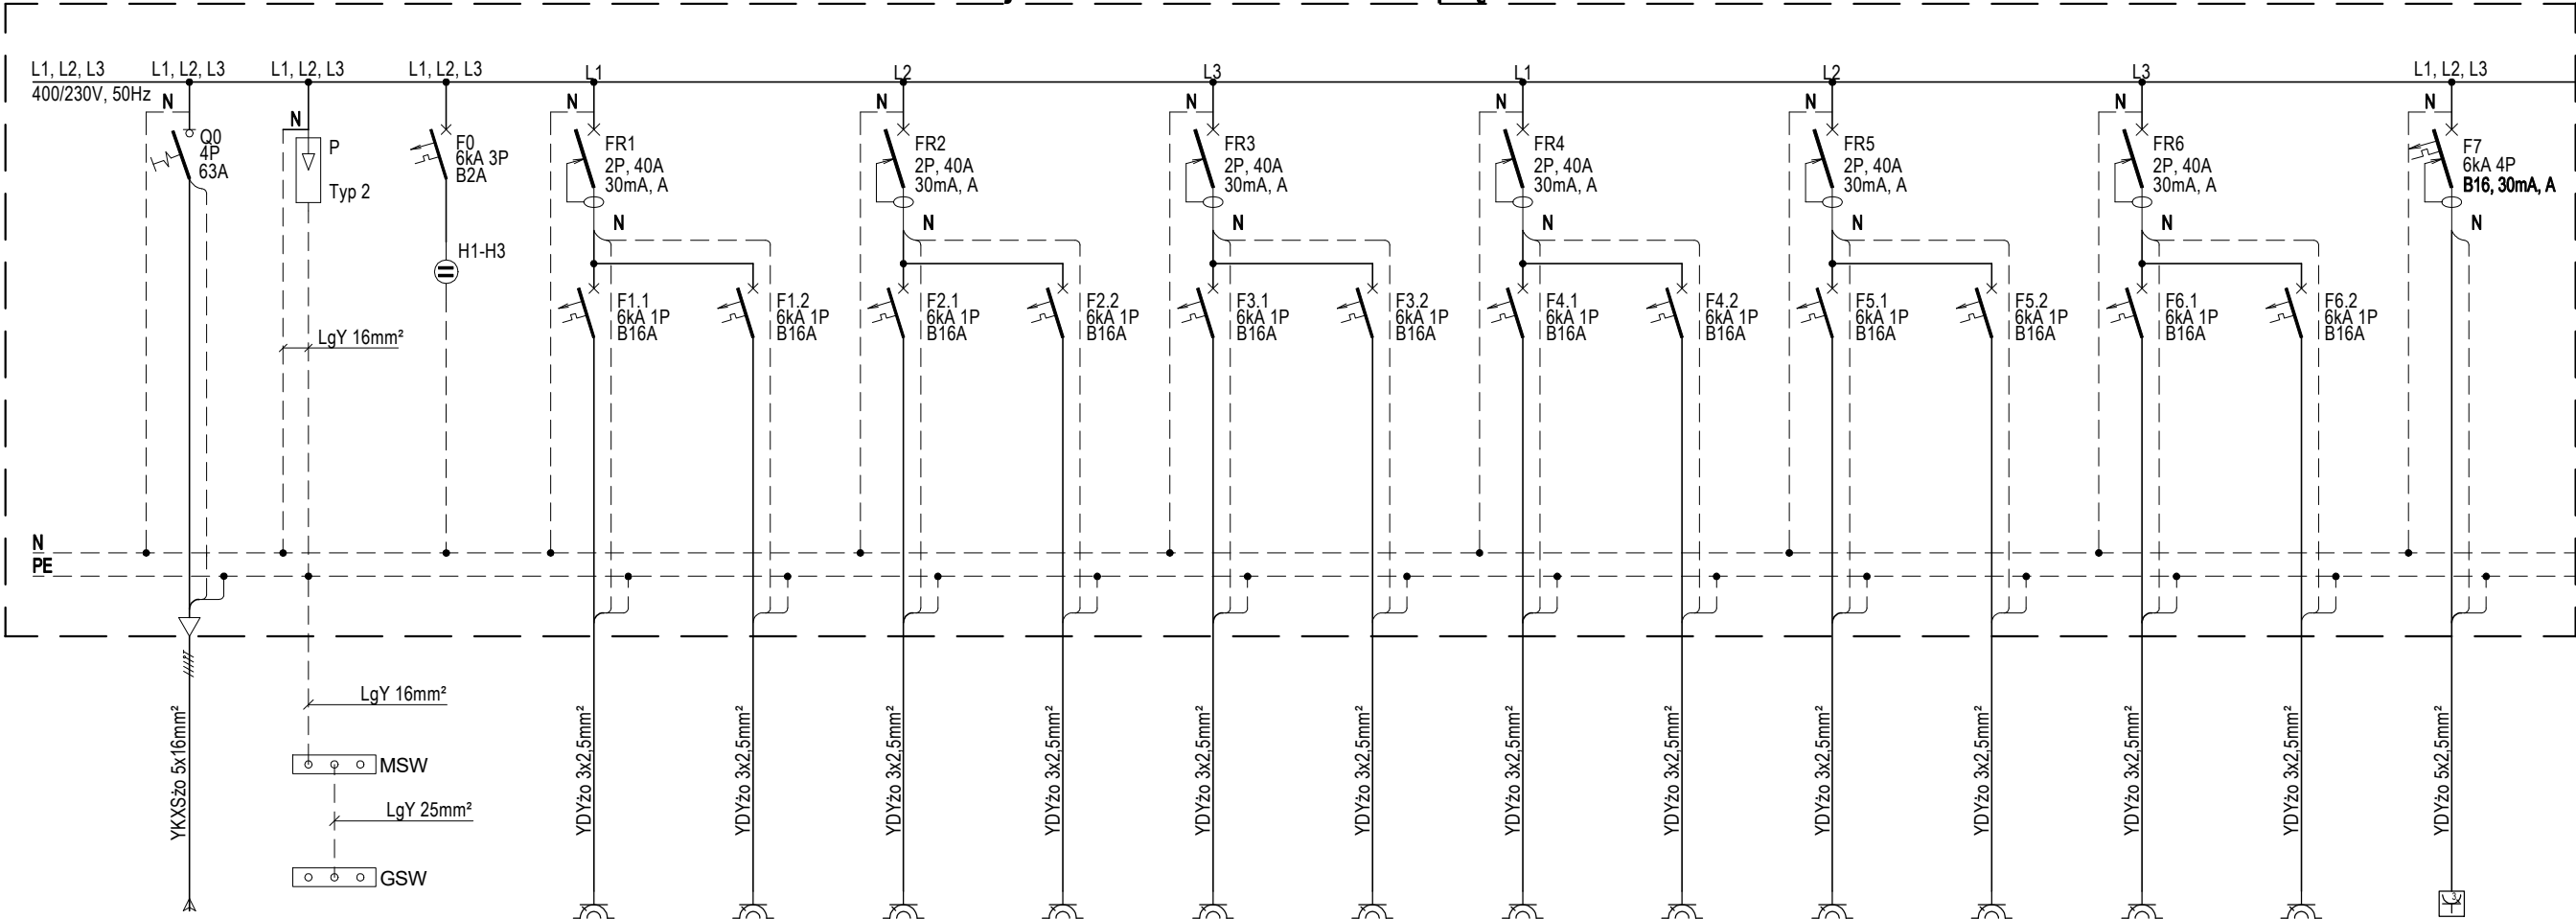 L1, L2, L3
400/230V, 50Hz
L1, L2, L3
L1, L2, L3
L1, L2, L3
L1
L2
L3
L1
L2
L3
L1, L2, L3
N
Q0
4P
63A
N
P
Typ 2
F0
6kA 3P
B2A
H1-H3
LgY 16mm²
N
FR1
2P, 40A
30mA, A
N
F1.1
6kA 1P
B16A
F1.2
6kA 1P
B16A
N
FR2
2P, 40A
30mA, A
N
F2.1
6kA 1P
B16A
F2.2
6kA 1P
B16A
N
FR3
2P, 40A
30mA, A
N
F3.1
6kA 1P
B16A
F3.2
6kA 1P
B16A
N
FR4
2P, 40A
30mA, A
N
F4.1
6kA 1P
B16A
F4.2
6kA 1P
B16A
N
FR5
2P, 40A
30mA, A
N
F5.1
6kA 1P
B16A
F5.2
6kA 1P
B16A
N
FR6
2P, 40A
30mA, A
N
F6.1
6kA 1P
B16A
F6.2
6kA 1P
B16A
N
F7
6kA 4P
B16, 30mA, A
N
N
PE
YKXSżo 5x16mm²
LgY 16mm²
MSW
LgY 25mm²
GSW
YDYżo 3x2,5mm²
YDYżo 3x2,5mm²
YDYżo 3x2,5mm²
YDYżo 3x2,5mm²
YDYżo 3x2,5mm²
YDYżo 3x2,5mm²
YDYżo 3x2,5mm²
YDYżo 3x2,5mm²
YDYżo 3x2,5mm²
YDYżo 3x2,5mm²
YDYżo 3x2,5mm²
YDYżo 3x2,5mm²
YDYżo 5x2,5mm²
3